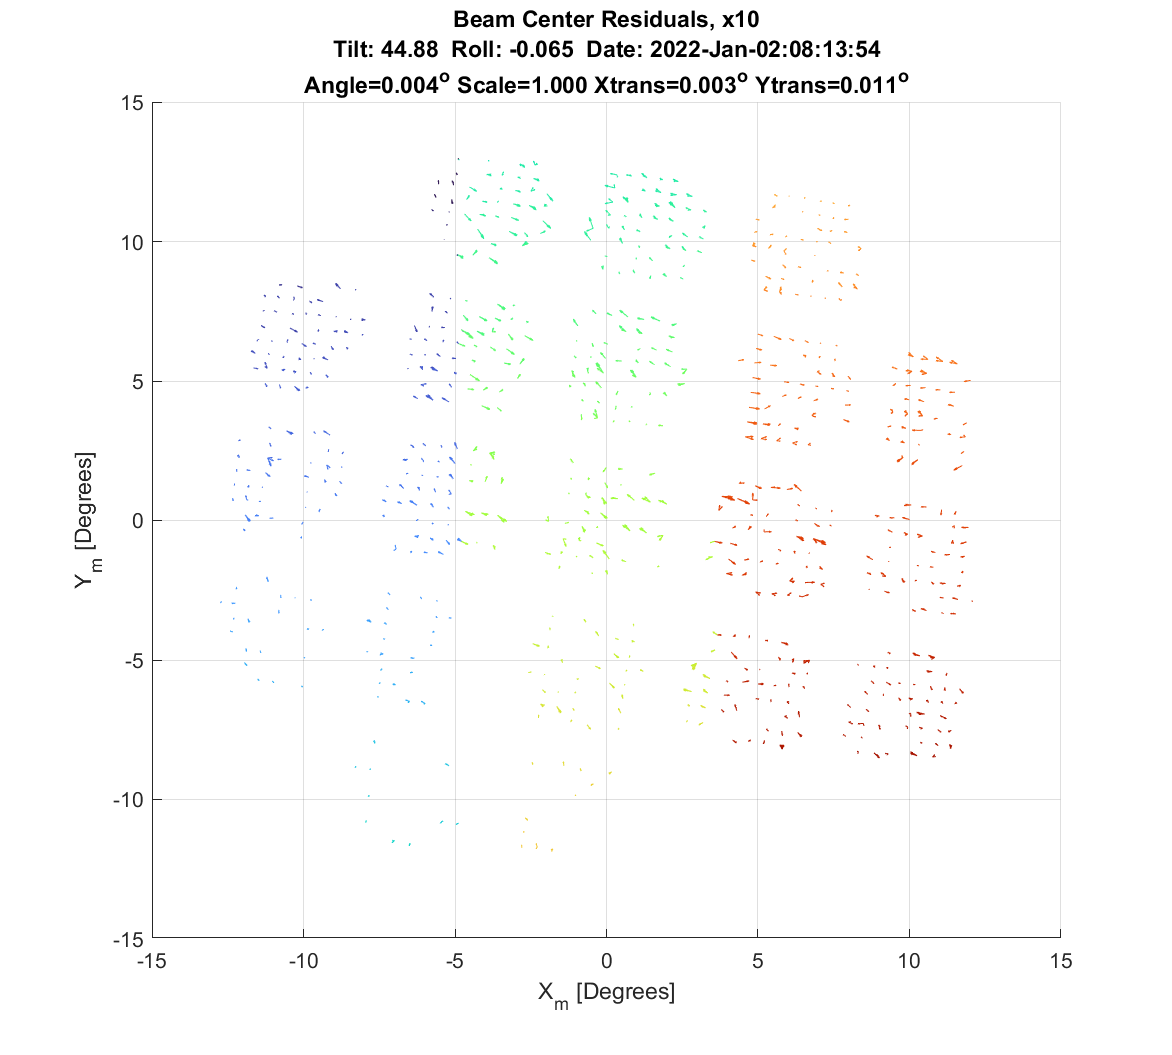 Beam Center Residuals, x10
Tilt: 44.88 Roll: -0.065 Date: 2022-Jan-02:08:13:54
Angle=0.004° Scale=1.000 Xtrans=0.003° Ytrans=0.011°
15
10
5
0
-5
-10
-15
Y_m [Degrees]
-15 -10 -5 0 5 10 15
X_m [Degrees]